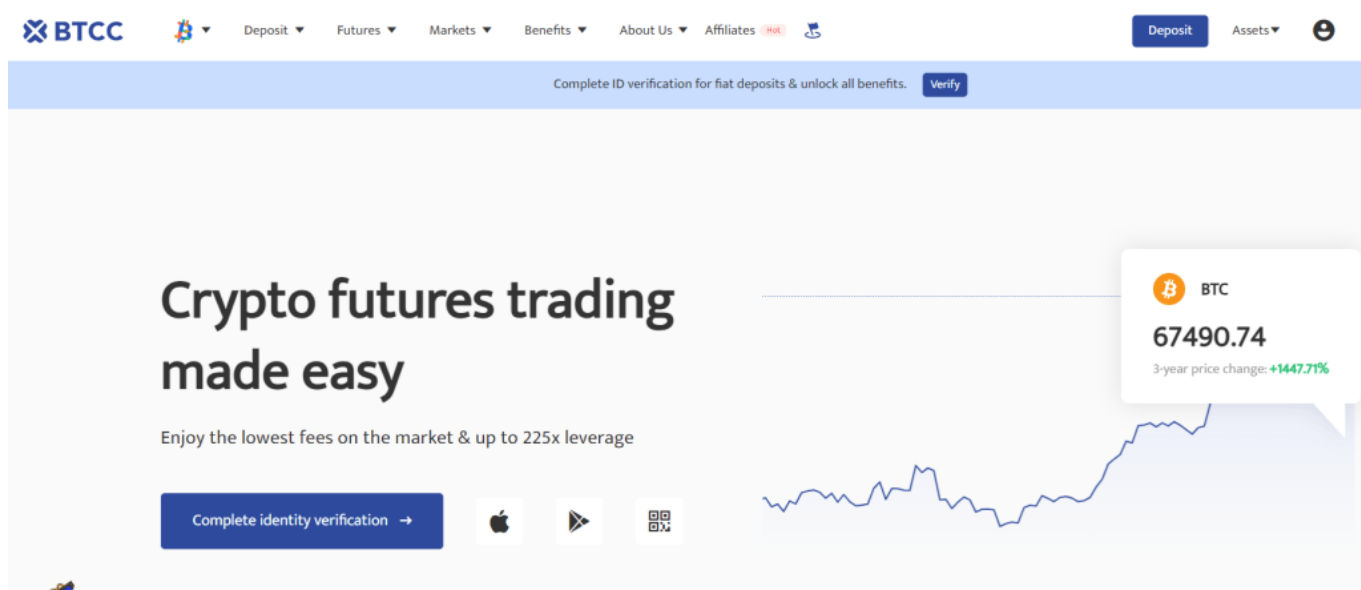 BTCC
Deposit
Futures
Markets
Benefits
About Us
Affiliates
Hot
Deposit
Assets
Complete ID verification for fiat deposits & unlock all benefits.
Verify
Crypto futures trading
made easy
Enjoy the lowest fees on the market & up to 225x leverage
Complete identity verification →
BTC
67490.74
3-year price change: +1447.71%